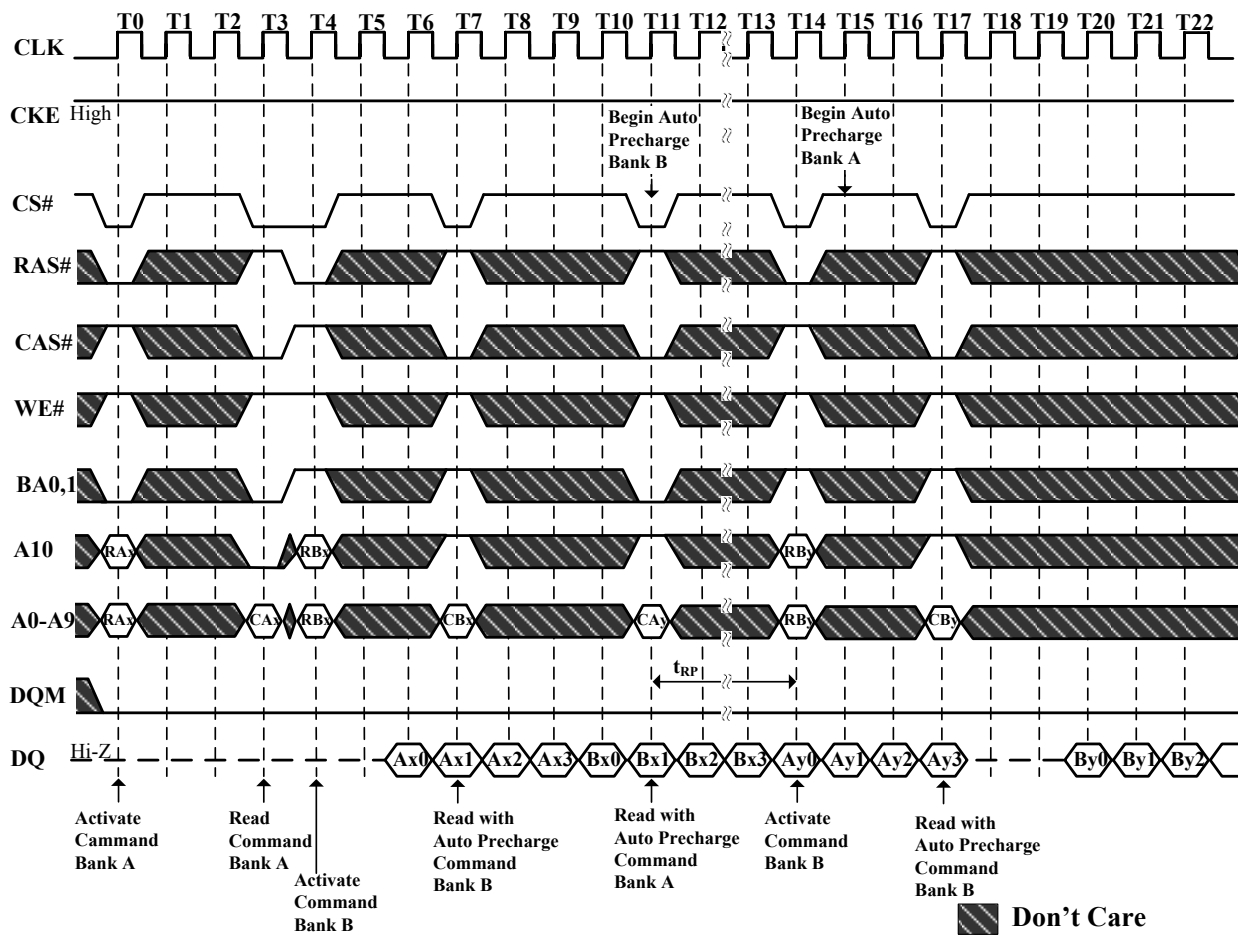 T0 T1 T2 T3 T4 T5 T6 T7 T8 T9 T10 T11 T12 T13 T14 T15 T16 T17 T18 T19 T20 T21 T22
CLK
CKE High
Begin Auto
Precharge
Bank B
Begin Auto
Precharge
Bank A
CS#
RAS#
CAS#
WE#
BA0,1
A10 RAx RBx RBy
A0-A9 RAx CAx RBx CBx CAy RBy CBy
tRP
DQM
DQ Hi-Z Ax0 Ax1 Ax2 Ax3 Bx0 Bx1 Bx2 Bx3 Ay0 Ay1 Ay2 Ay3 By0 By1 By2
Activate
Cammand
Bank A
Read
Command
Bank A
Activate
Command
Bank B
Read with
Auto Precharge
Command
Bank B
Read with
Auto Precharge
Command
Bank A
Activate
Command
Bank B
Read with
Auto Precharge
Command
Bank B
Don't Care